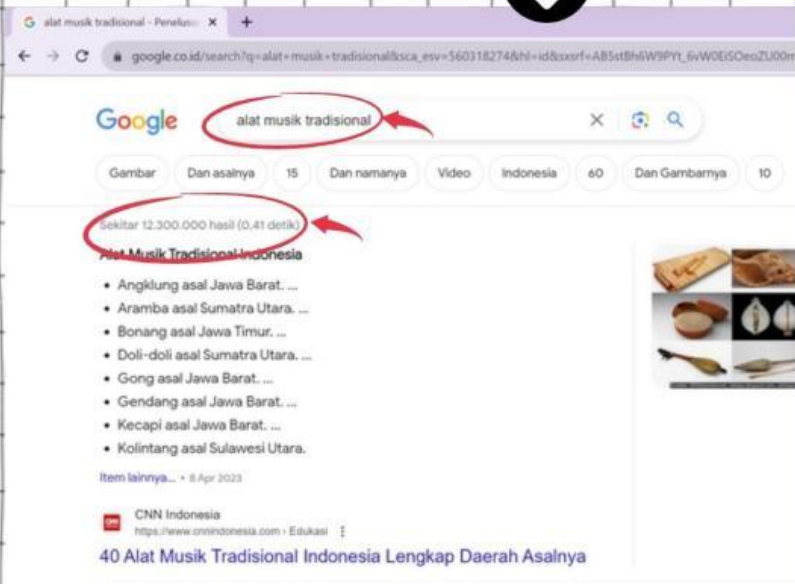 alat musik tradisional - Penelusu
google.co.id/search?q=alat+musik+tradisional&sca_esv=560318274&hl=id&sxsrf=
Google
alat musik tradisional
Gambar Dan asalnya 15 Dan namanya Video Indonesia 60 Dan Gambarnya 10
Sekitar 12.300.000 hasil (0,41 detik)
Alat Musik Tradisional Indonesia
• Angklung asal Jawa Barat. ...
• Aramba asal Sumatra Utara. ...
• Bonang asal Jawa Timur. ...
• Doli-doli asal Sumatra Utara. ...
• Gong asal Jawa Barat. ...
• Gendang asal Jawa Barat. ...
• Kecapi asal Jawa Barat. ...
• Kolintang asal Sulawesi Utara.
Item lainnya... • 8 Apr 2023
CNN Indonesia
https://www.cnnindonesia.com › Edukasi
40 Alat Musik Tradisional Indonesia Lengkap Daerah Asalnya